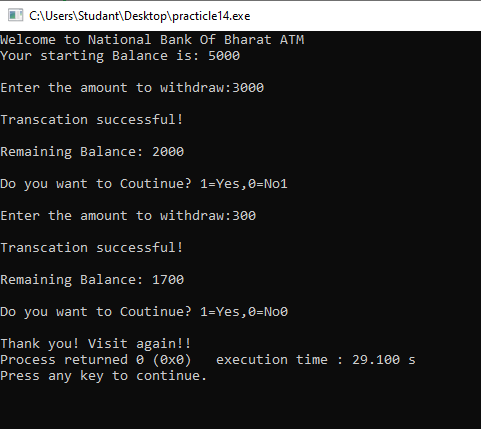 C:\Users\Studant\Desktop\practicle14.exe
Welcome to National Bank Of Bharat ATM
Your starting Balance is: 5000
Enter the amount to withdraw:3000
Transcation successful!
Remaining Balance: 2000
Do you want to Coutinue? 1=Yes,0=No1
Enter the amount to withdraw:300
Transcation successful!
Remaining Balance: 1700
Do you want to Coutinue? 1=Yes,0=No0
Thank you! Visit again!!
Process returned 0 (0x0)   execution time : 29.100 s
Press any key to continue.